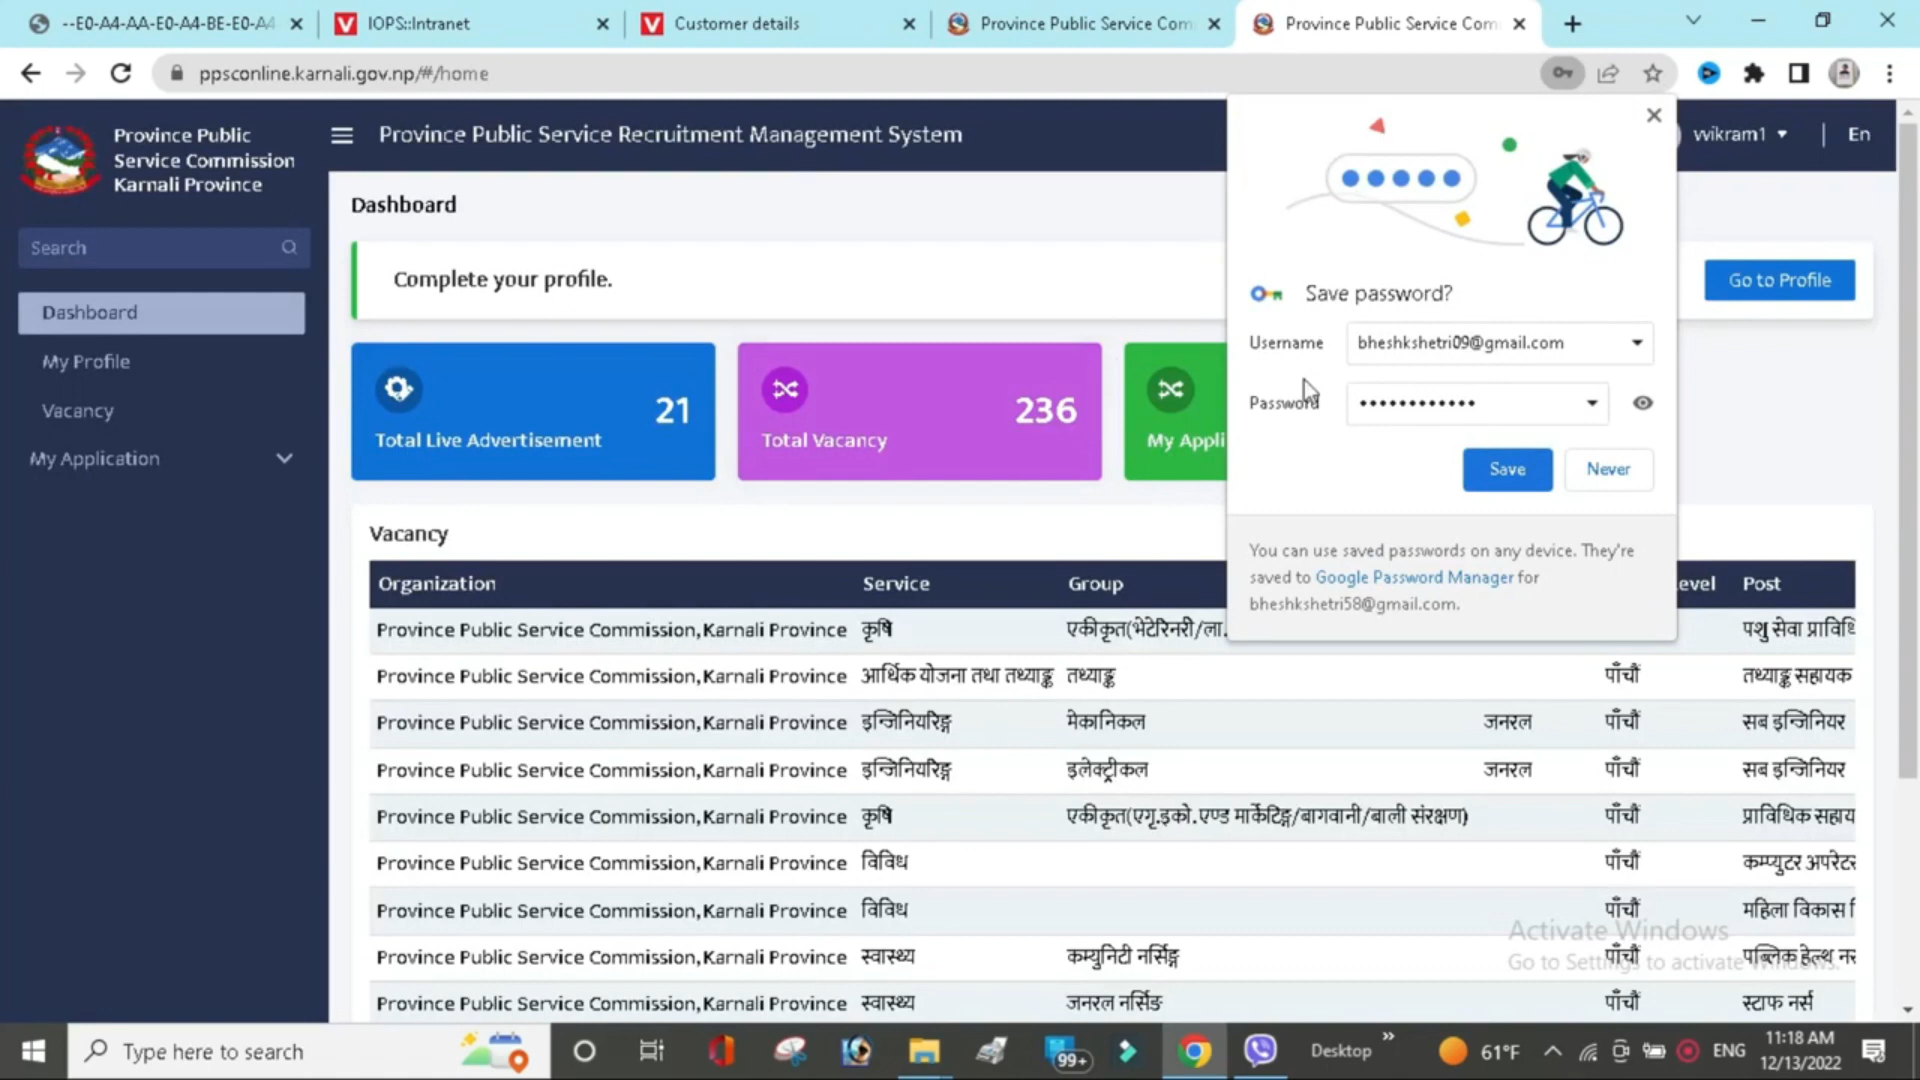 --E0-A4-AA-E0-A4-BE-E0-A4
IOPS::Intranet
Customer details
Province Public Service Com
Province Public Service Com
ppsconline.karnali.gov.np/#/home
Province Public
Service Commission
Karnali Province
Province Public Service Recruitment Management System
vvikram1
En
Search
Dashboard
My Profile
Vacancy
My Application
Dashboard
Complete your profile.
Go to Profile
21
Total Live Advertisement
236
Total Vacancy
My Appli
Save password?
Username
bheshkshetri09@gmail.com
Password
••••••••••••
Save
Never
You can use saved passwords on any device. They're
saved to Google Password Manager for
bheshkshetri58@gmail.com.
Vacancy
Organization Service Group evel Post
Province Public Service Commission, Karnali Province कृषि एकीकृत(भेटेरिनरी/ला. पशु सेवा प्राविधि
Province Public Service Commission, Karnali Province आर्थिक योजना तथा तथ्याङ्क तथ्याङ्क पाँचौं तथ्याङ्क सहायक
Province Public Service Commission, Karnali Province इन्जिनियरिङ्ग मेकानिकल जनरल पाँचौं सब इन्जिनियर
Province Public Service Commission, Karnali Province इन्जिनियरिङ्ग इलेक्ट्रीकल जनरल पाँचौं सब इन्जिनियर
Province Public Service Commission, Karnali Province कृषि एकीकृत(एगृ.इको.एण्ड मार्केटिङ्ग/बागवानी/बाली संरक्षण) पाँचौं प्राविधिक सहाय
Province Public Service Commission, Karnali Province विविध पाँचौं कम्प्युटर अपरेटर
Province Public Service Commission, Karnali Province विविध पाँचौं महिला विकास
Province Public Service Commission, Karnali Province स्वास्थ्य कम्युनिटी नर्सिङ्ग पाँचौं पब्लिक हेल्थ नर्स
Province Public Service Commission, Karnali Province स्वास्थ्य जनरल नर्सिङ पाँचौं स्टाफ नर्स
Activate Windows
Go to Settings to activate Windows.
Type here to search
99+
Desktop
61°F
ENG
11:18 AM
12/13/2022